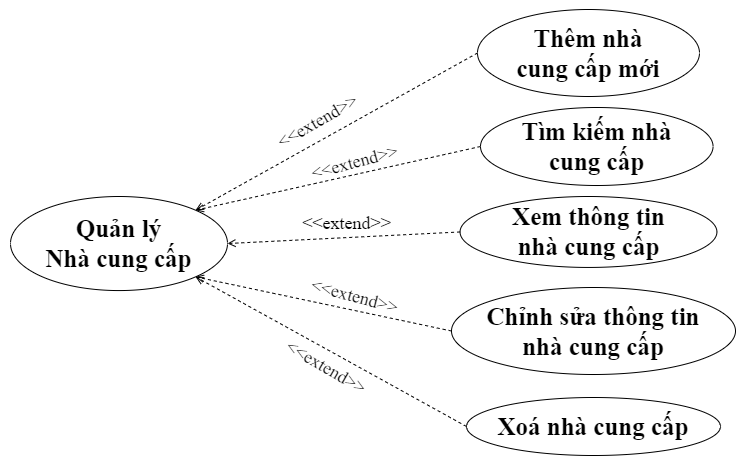 Thêm nhà
cung cấp mới
<<extend>>
Tìm kiếm nhà
cung cấp
<<extend>>
Quản lý
Nhà cung cấp
<<extend>>
Xem thông tin
nhà cung cấp
<<extend>>
Chỉnh sửa thông tin
nhà cung cấp
<<extend>>
Xoá nhà cung cấp